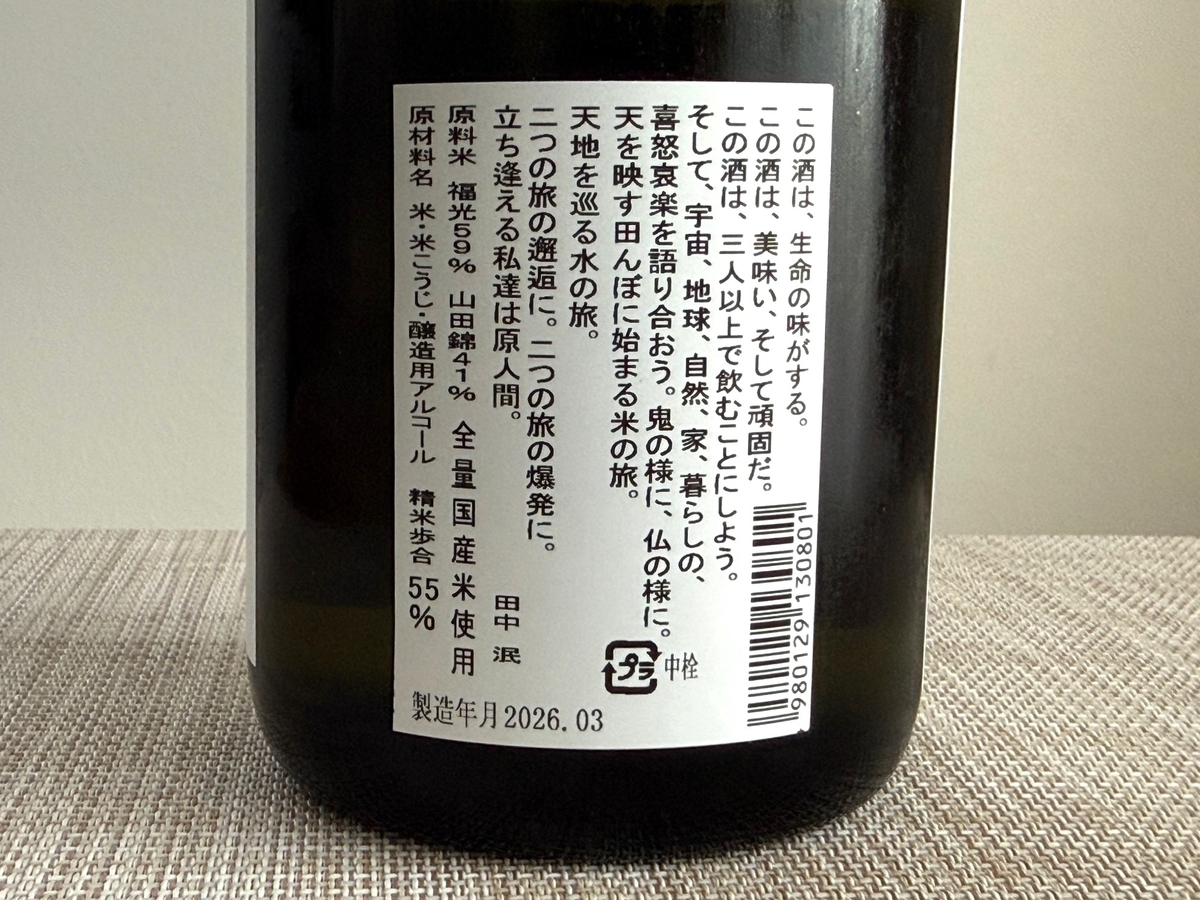 この酒は、生命の味がする。
この酒は、美味い、そして頑固だ。
この酒は、三人以上で飲むことにしよう。
そして、宇宙、地球、自然、家、暮らしの、
喜怒哀楽を語り合おう。鬼の様に、仏の様に。
天を映す田んぼに始まる米の旅。
天地を巡る水の旅。
二つの旅の邂逅に。二つの旅の爆発に。
立ち逢える私達は原人間。
田中 泯
原料米 福光59% 山田錦41% 全量国産米使用
原材料名 米・米こうじ・醸造用アルコール 精米歩合 55%
プラ 中栓
製造年月2026.03
4980129130801